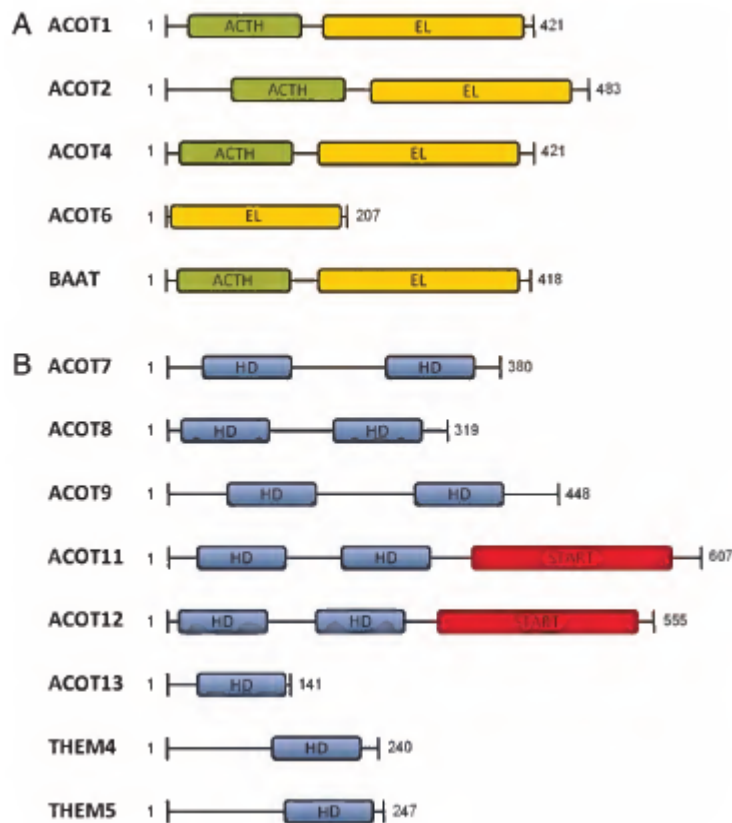 A ACOT1 1 ACTH EL 421
ACOT2 1 ACTH EL 483
ACOT4 1 ACTH EL 421
ACOT6 1 EL 207
BAAT 1 ACTH EL 418
B ACOT7 1 HD HD 380
ACOT8 1 HD HD 319
ACOT9 1 HD HD 448
ACOT11 1 HD HD START 607
ACOT12 1 HD HD START 555
ACOT13 1 HD 141
THEM4 1 HD 240
THEM5 1 HD 247